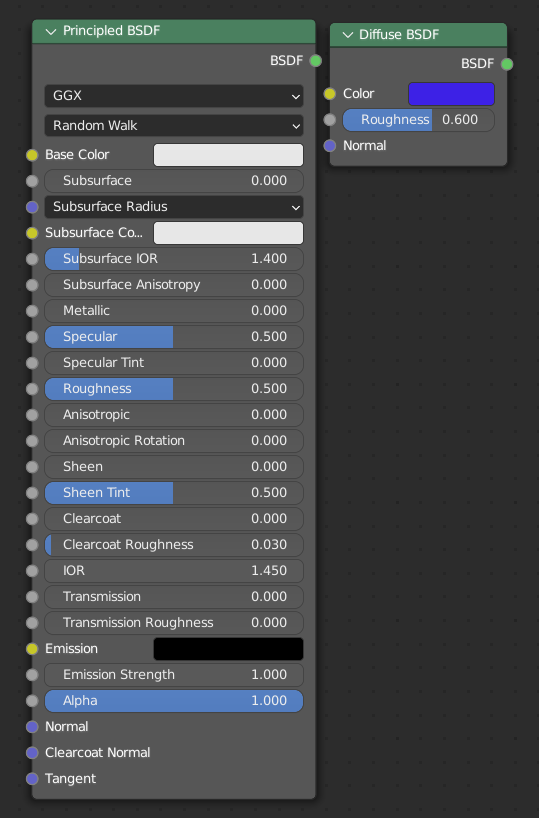 Principled BSDF
BSDF
GGX
Random Walk
Base Color
Subsurface 0.000
Subsurface Radius
Subsurface Co...
Subsurface IOR 1.400
Subsurface Anisotropy 0.000
Metallic 0.000
Specular 0.500
Specular Tint 0.000
Roughness 0.500
Anisotropic 0.000
Anisotropic Rotation 0.000
Sheen 0.000
Sheen Tint 0.500
Clearcoat 0.000
Clearcoat Roughness 0.030
IOR 1.450
Transmission 0.000
Transmission Roughness 0.000
Emission
Emission Strength 1.000
Alpha 1.000
Normal
Clearcoat Normal
Tangent
Diffuse BSDF
BSDF
Color
Roughness 0.600
Normal